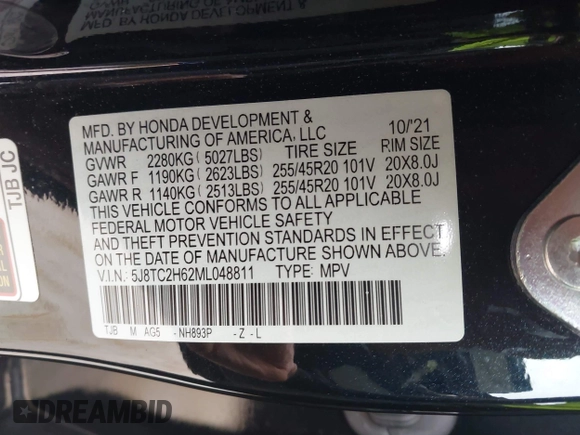 MFD. BY HONDA DEVELOPMENT &
MANUFACTURING OF AMERICA, LLC 10/'21
GVWR 2280KG (5027LBS) TIRE SIZE RIM SIZE
GAWR F 1190KG (2623LBS) 255/45R20 101V 20X8.0J
GAWR R 1140KG (2513LBS) 255/45R20 101V 20X8.0J
THIS VEHICLE CONFORMS TO ALL APPLICABLE
FEDERAL MOTOR VEHICLE SAFETY
AND THEFT PREVENTION STANDARDS IN EFFECT
ON THE DATE OF MANUFACTURE SHOWN ABOVE.
V.I.N.: 5J8TC2H62ML048811 TYPE: MPV
TJB M AG5 -NH893P -Z-L
TJB JC
DREAMBID